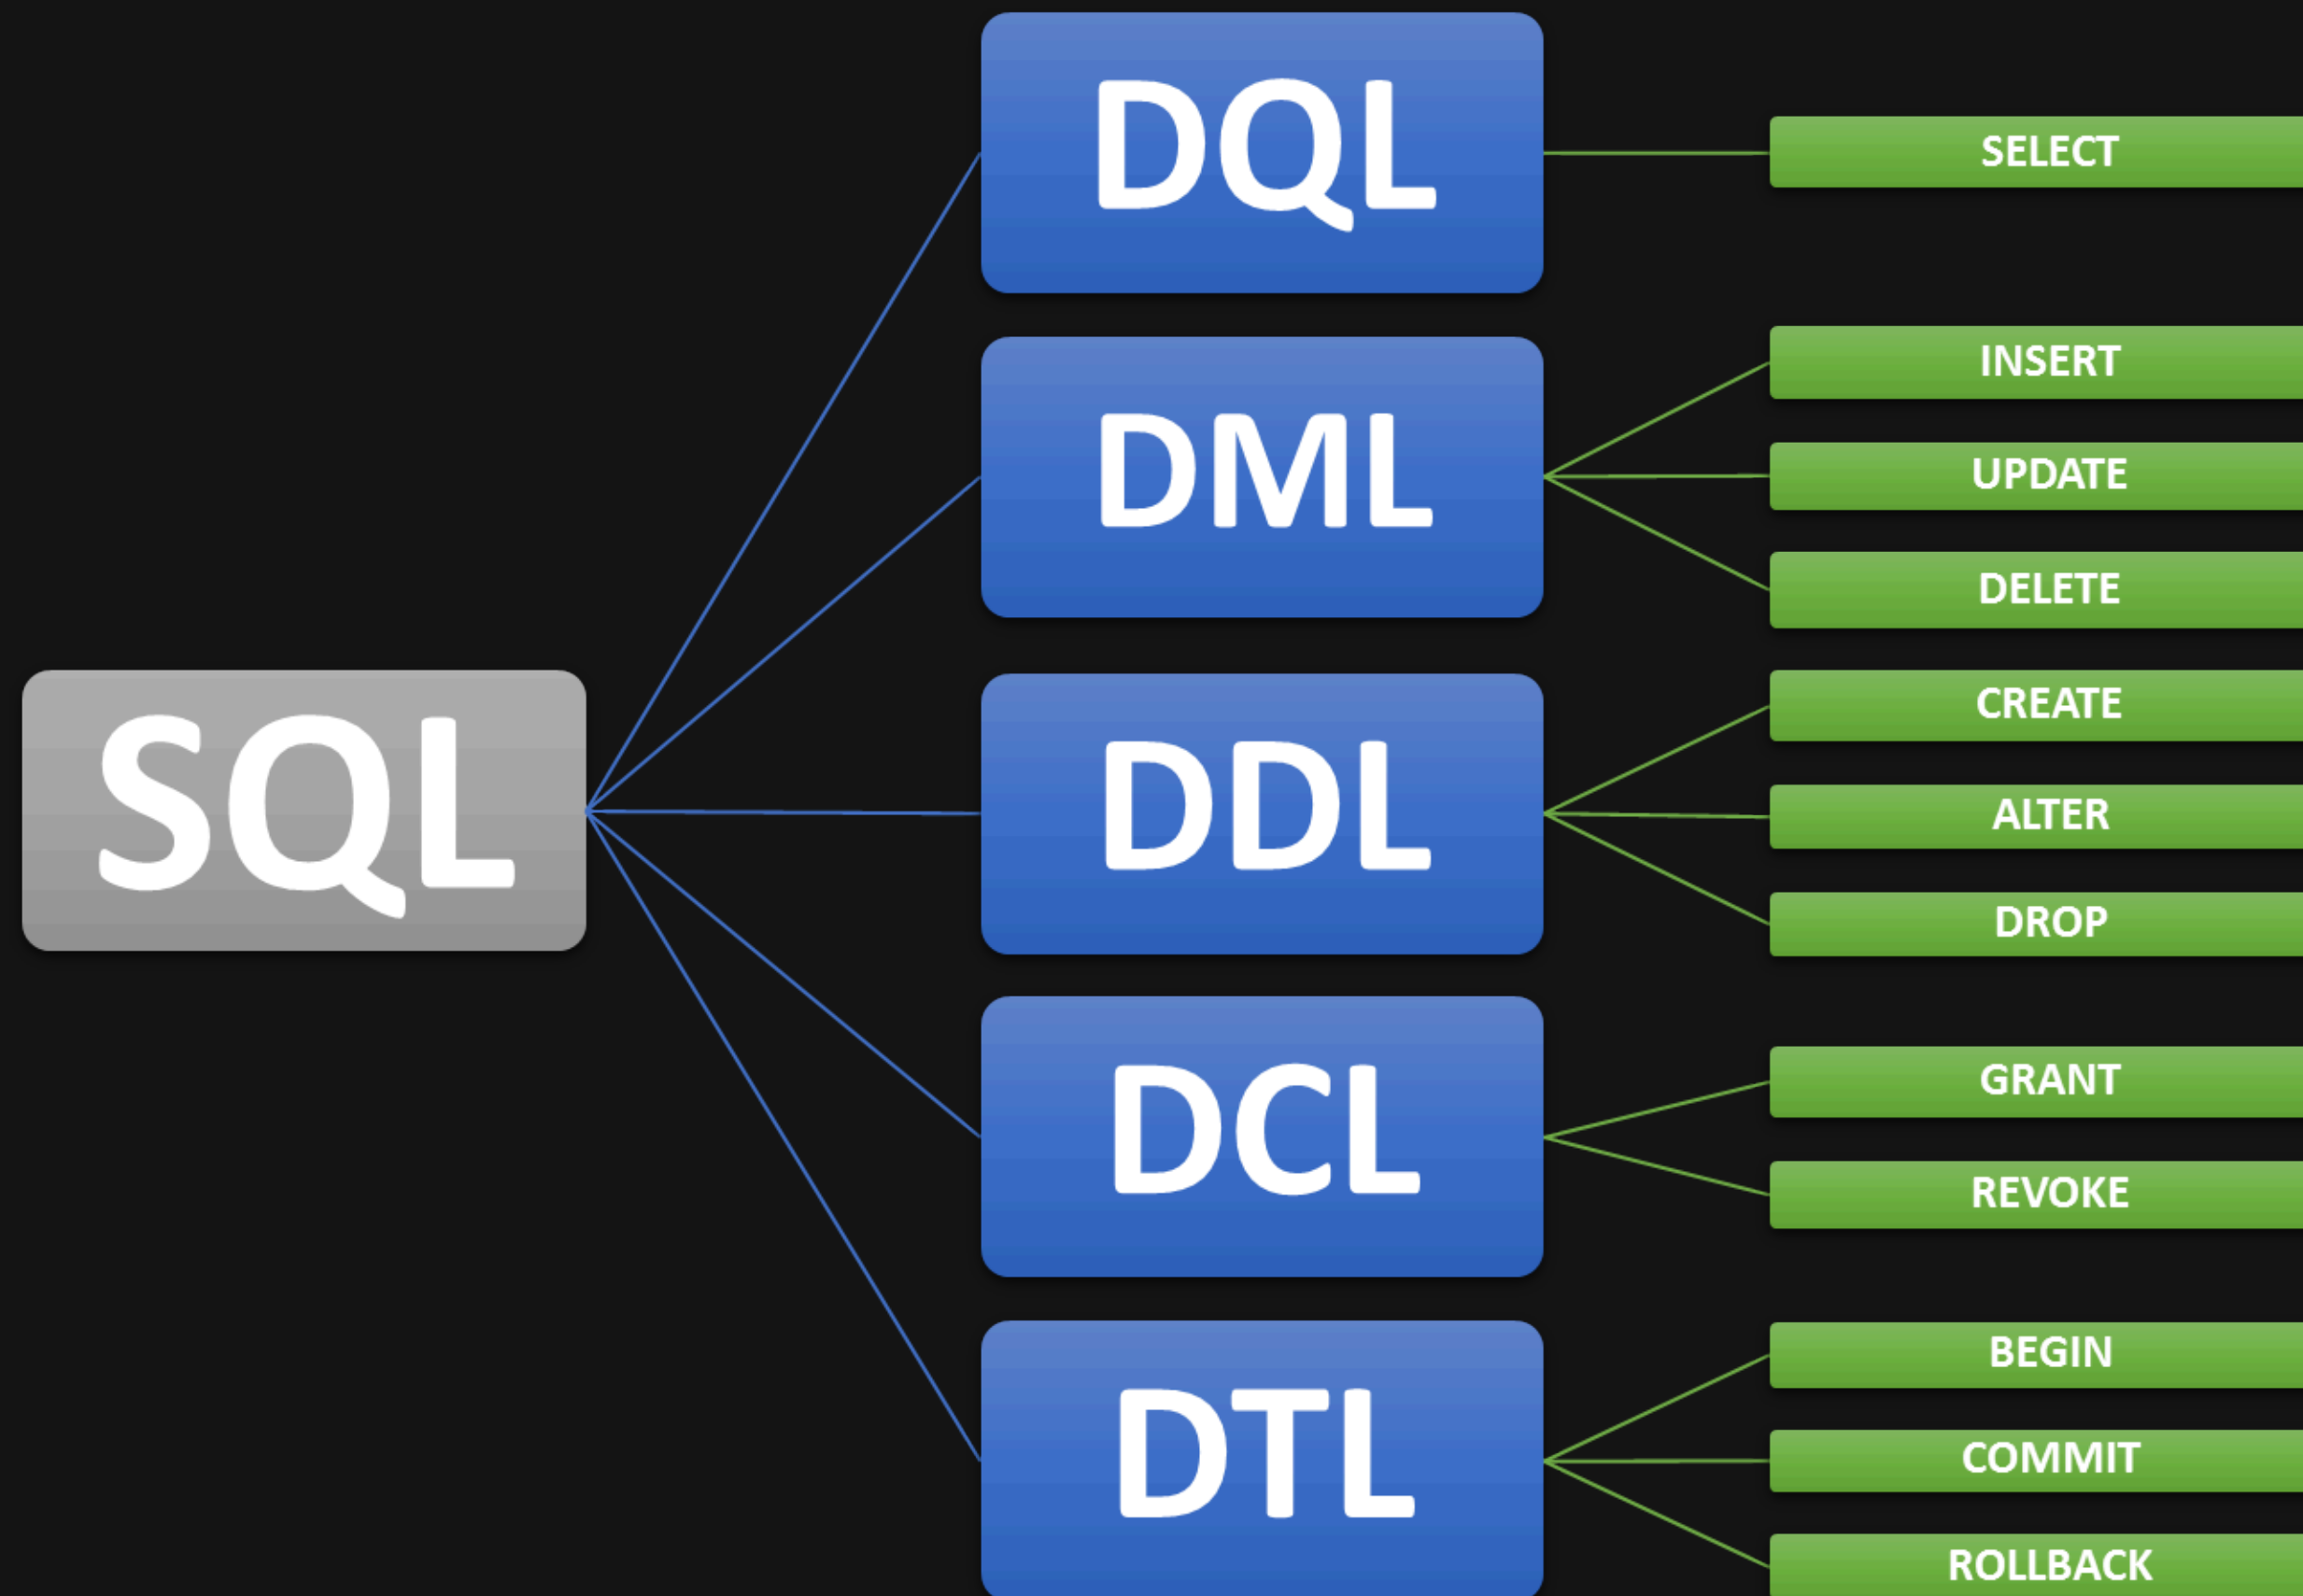 SQL
DQL
SELECT
DML
INSERT
UPDATE
DELETE
DDL
CREATE
ALTER
DROP
DCL
GRANT
REVOKE
DTL
BEGIN
COMMIT
ROLLBACK